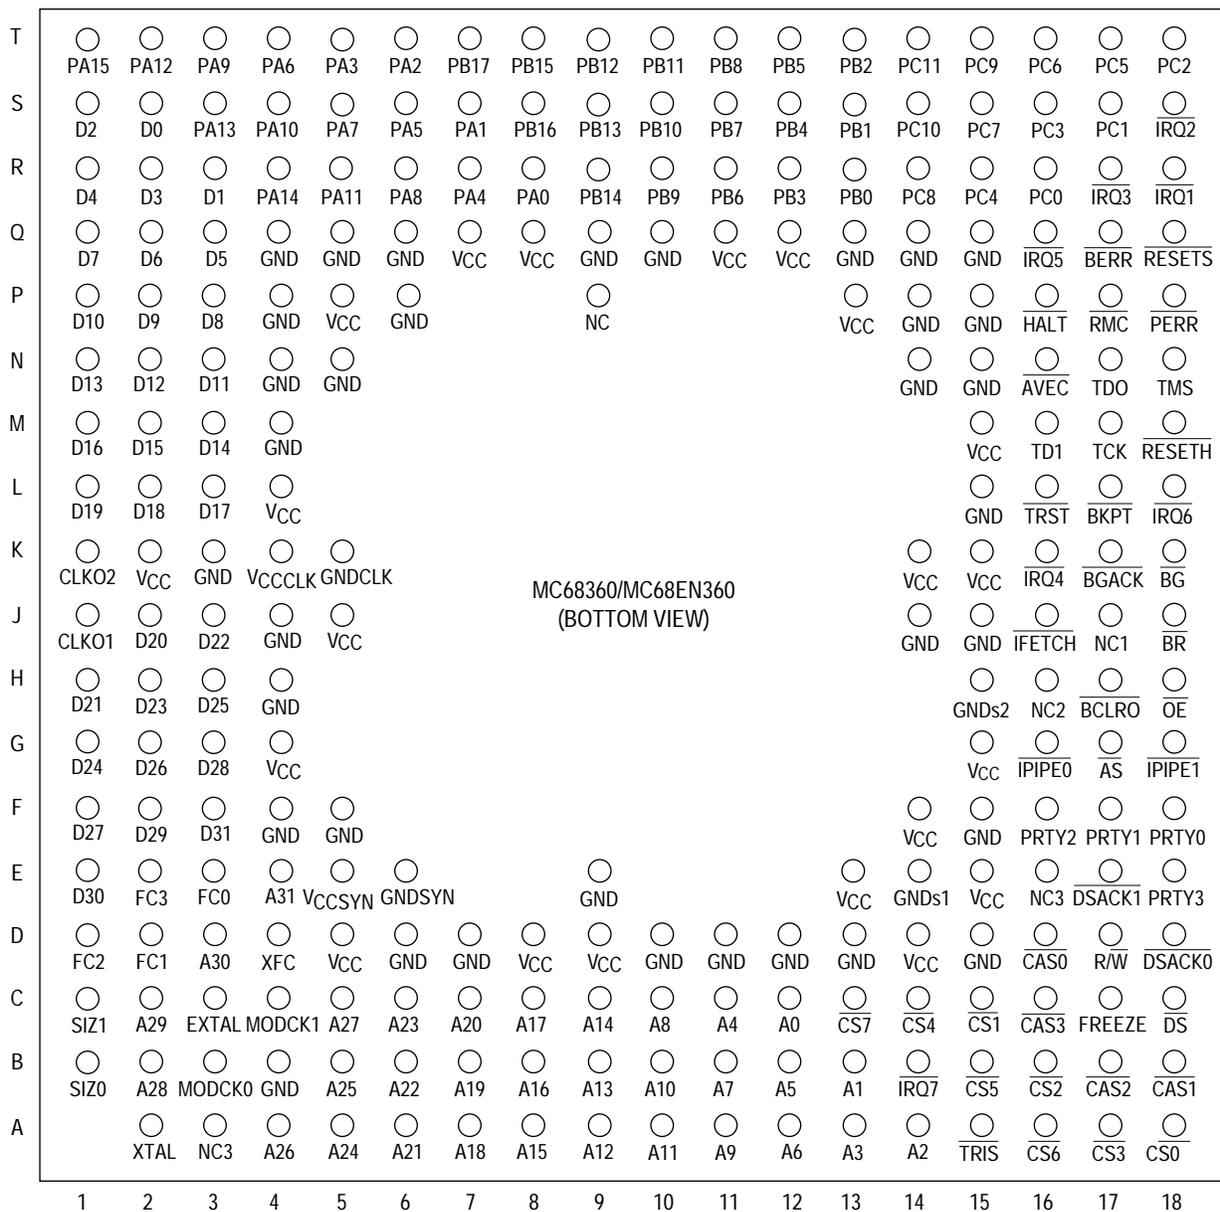 T
PA15 PA12 PA9 PA6 PA3 PA2 PB17 PB15 PB12 PB11 PB8 PB5 PB2 PC11 PC9 PC6 PC5 PC2
S
D2 D0 PA13 PA10 PA7 PA5 PA1 PB16 PB13 PB10 PB7 PB4 PB1 PC10 PC7 PC3 PC1 IRQ2
R
D4 D3 D1 PA14 PA11 PA8 PA4 PA0 PB14 PB9 PB6 PB3 PB0 PC8 PC4 PC0 IRQ3 IRQ1
Q
D7 D6 D5 GND GND GND VCC VCC GND GND VCC VCC GND GND GND IRQ5 BERR RESETS
P
D10 D9 D8 GND VCC GND NC VCC GND GND HALT RMC PERR
N
D13 D12 D11 GND GND GND GND AVEC TDO TMS
M
D16 D15 D14 GND VCC TD1 TCK RESETH
L
D19 D18 D17 VCC GND TRST BKPT IRQ6
K
CLKO2 VCC GND VCCCLK GNDCLK VCC VCC IRQ4 BGACK BG
MC68360/MC68EN360
(BOTTOM VIEW)
J
CLKO1 D20 D22 GND VCC GND GND IFETCH NC1 BR
H
D21 D23 D25 GND GNDs2 NC2 BCLRO OE
G
D24 D26 D28 VCC VCC IPIPE0 AS IPIPE1
F
D27 D29 D31 GND GND VCC GND PRTY2 PRTY1 PRTY0
E
D30 FC3 FC0 A31 VCCSYN GNDSYN GND VCC GNDs1 VCC NC3 DSACK1 PRTY3
D
FC2 FC1 A30 XFC VCC GND GND VCC VCC GND GND GND GND VCC GND CAS0 R/W DSACK0
C
SIZ1 A29 EXTAL MODCK1 A27 A23 A20 A17 A14 A8 A4 A0 CS7 CS4 CS1 CAS3 FREEZE DS
B
SIZ0 A28 MODCK0 GND A25 A22 A19 A16 A13 A10 A7 A5 A1 IRQ7 CS5 CS2 CAS2 CAS1
A
XTAL NC3 A26 A24 A21 A18 A15 A12 A11 A9 A6 A3 A2 TRIS CS6 CS3 CS0
1 2 3 4 5 6 7 8 9 10 11 12 13 14 15 16 17 18